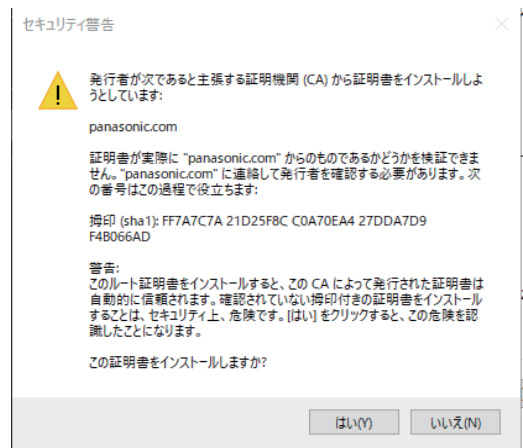 セキュリティ警告
発行者が次であると主張する証明機関 (CA) から証明書をインストールしよ
うとしています:
panasonic.com
証明書が実際に "panasonic.com" からのものであるかどうかを検証できま
せん。"panasonic.com" に連絡して発行者を確認する必要があります。次
の番号はこの過程で役立ちます:
拇印 (sha1): FF7A7C7A 21D25F8C C0A70EA4 27DDA7D9
F4B066AD
警告:
このルート証明書をインストールすると、この CA によって発行された証明書は
自動的に信頼されます。確認されていない拇印付きの証明書をインストール
することは、セキュリティ上、危険です。[はい] をクリックすると、この危険を認
識したことになります。
この証明書をインストールしますか?
はい(Y)
いいえ(N)